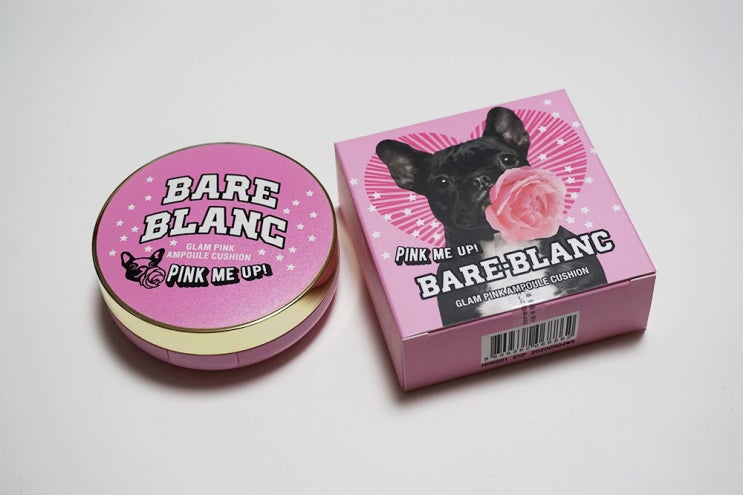 BARE
BLANC
GLAM PINK
AMPOULE CUSHION
PINK ME UP!
PINK ME UP!
BARE-BLANC
GLAM PINK AMPOULE CUSHION